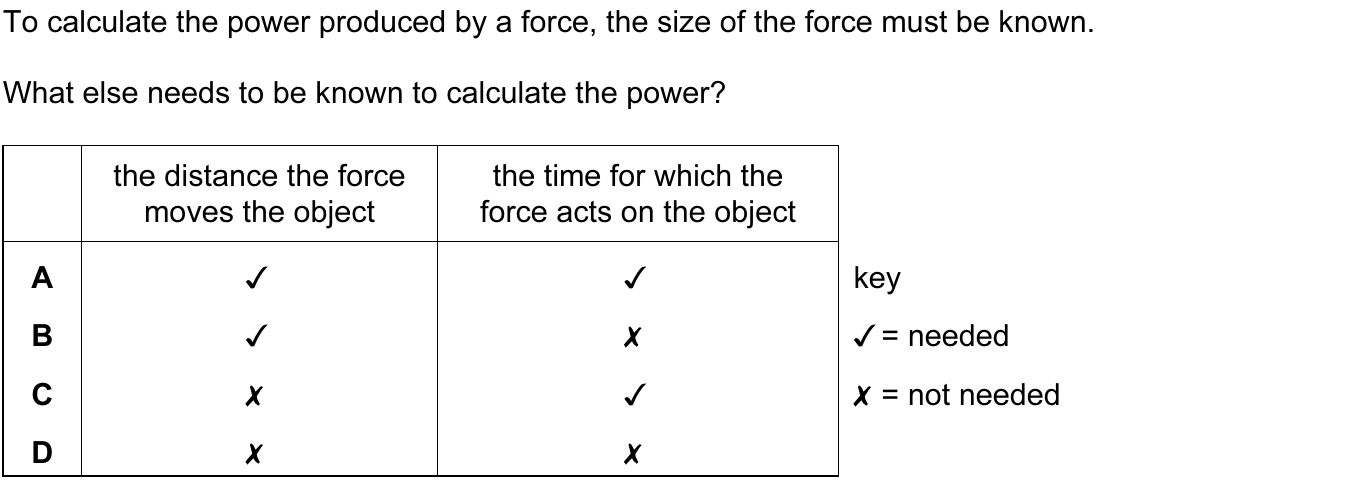 To calculate the power produced by a force, the size of the force must be known.
What else needs to be known to calculate the power?
the distance the force moves the object
the time for which the force acts on the object
A ✓ ✓ key
B ✓ ✗ ✓ = needed
C ✗ ✓ ✗ = not needed
D ✗ ✗